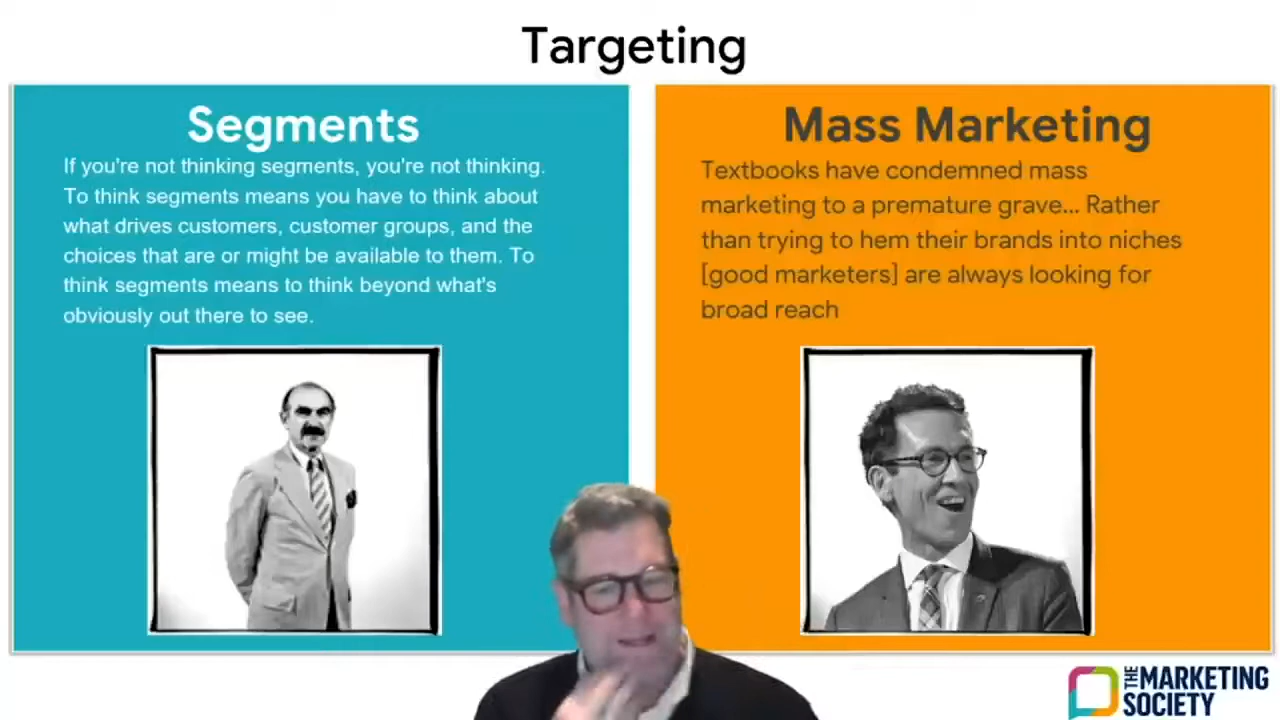 Targeting
Segments
If you're not thinking segments, you're not thinking.
To think segments means you have to think about
what drives customers, customer groups, and the
choices that are or might be available to them. To
think segments means to think beyond what's
obviously out there to see.
Mass Marketing
Textbooks have condemned mass
marketing to a premature grave... Rather
than trying to hem their brands into niches
[good marketers] are always looking for
broad reach
THE MARKETING
SOCIETY